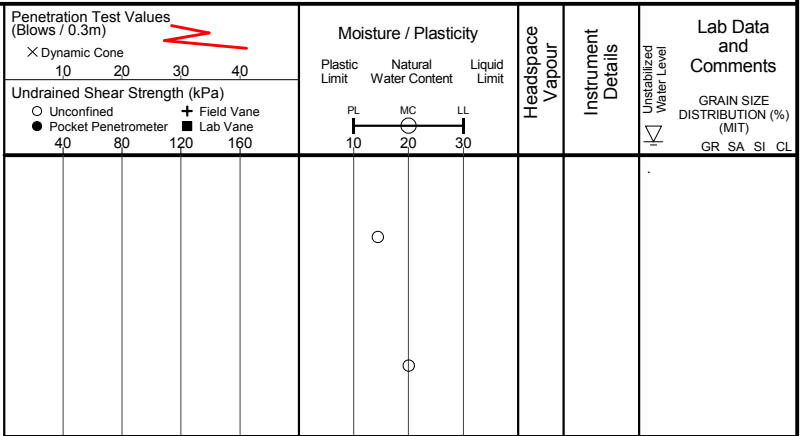 Penetration Test Values
(Blows / 0.3m)
× Dynamic Cone
10 20 30 40
Undrained Shear Strength (kPa)
○ Unconfined + Field Vane
● Pocket Penetrometer ■ Lab Vane
40 80 120 160
Moisture / Plasticity
Plastic Natural Liquid
Limit Water Content Limit
PL MC LL
10 20 30
Headspace
Vapour
Instrument
Details
Unstabilized
Water Level
Lab Data
and
Comments
GRAIN SIZE
DISTRIBUTION (%)
(MIT)
GR SA SI CL